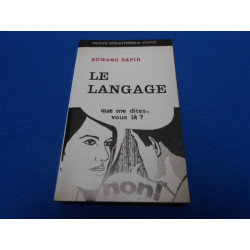 PETITE BIBLIOTHÈQUE PAYOT
EDWARD SAPIR
LE
LANGAGE
que me dites-
vous là ?
non!